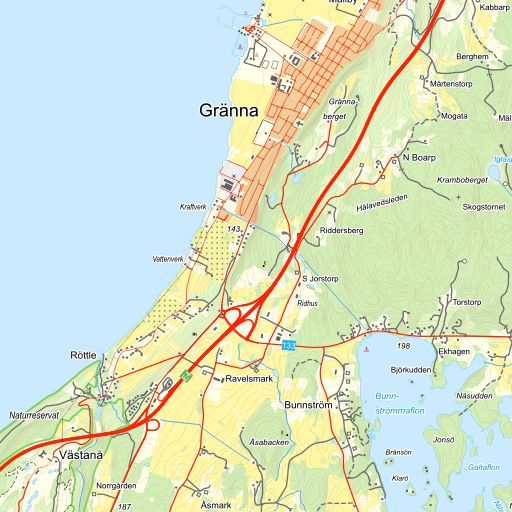 Kabbarp
Berghem
Mårtenstorp
Gränna
Gränna-
berget
Mogata
N Boarp
Kramboberget
Kraftverk
Hålavedsleden
Skogstornet
143
Riddersberg
Vattenverk
S Jorstorp
Ridhus
Torstorp
133
198
Ekhagen
Röttle
Björkudden
Ravelsmark
Bunnström
Bunn-
strömmaflon
Näsudden
Naturreservat
Åsabacken
Jonsö
Västanå
Bränsön
Galtaflon
Klarö
Norrgården
187
Åsmark